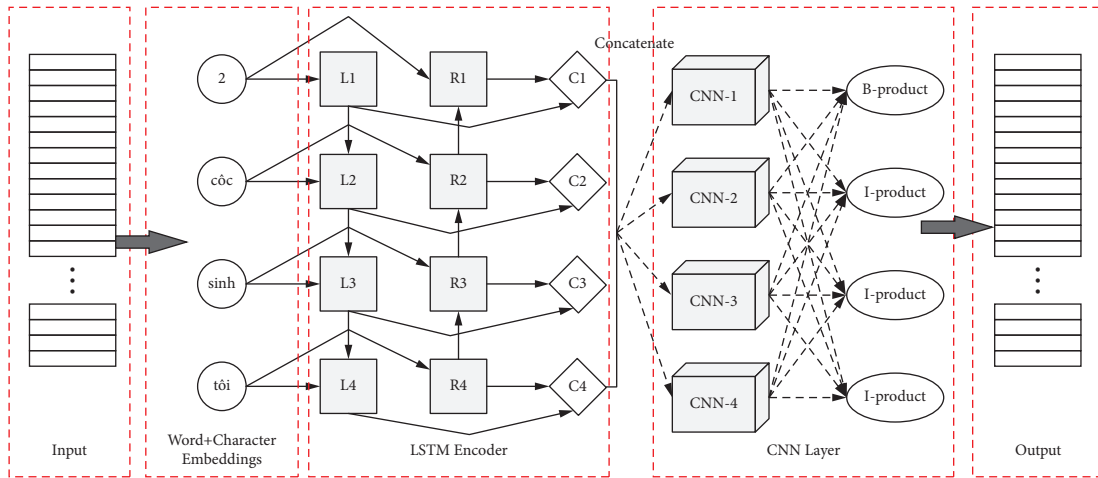 Concatenate
2
L1
R1
C1
CNN-1
B-product
côc
L2
R2
C2
CNN-2
I-product
sinh
L3
R3
C3
CNN-3
I-product
tôi
L4
R4
C4
CNN-4
I-product
Input
Word+Character
Embeddings
LSTM Encoder
CNN Layer
Output